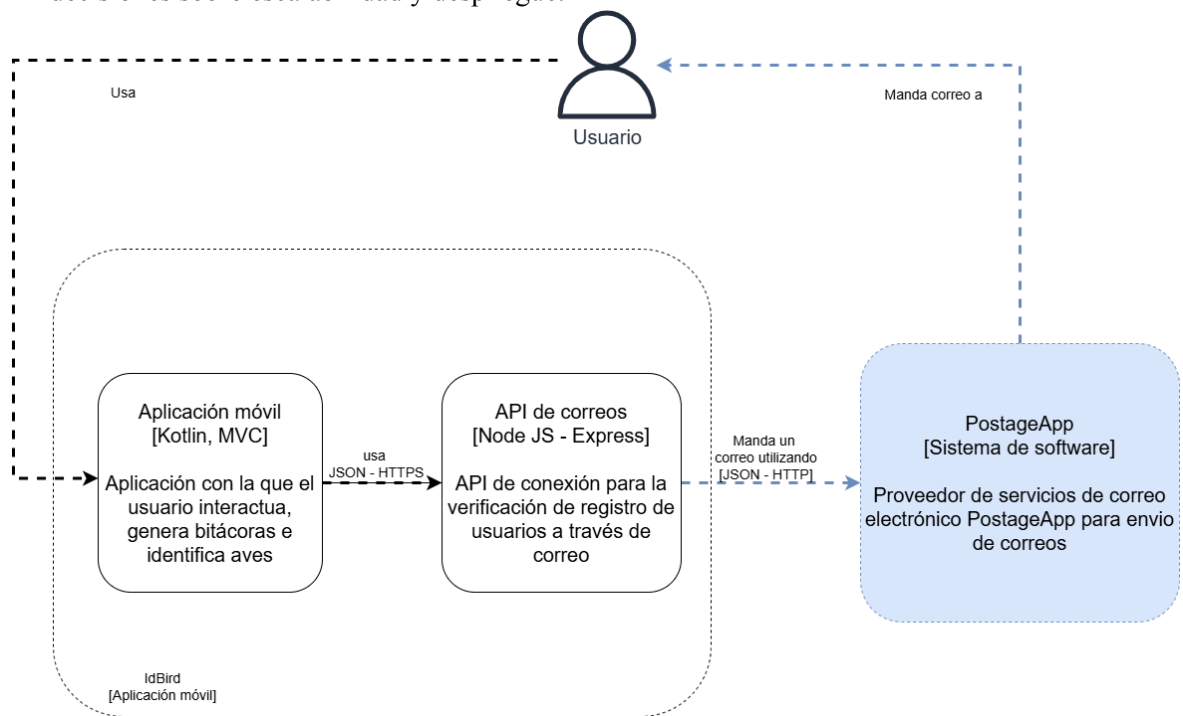 Usuario
Usa
Manda correo a
Aplicación móvil
[Kotlin, MVC]
Aplicación con la que el
usuario interactua,
genera bitácoras e
identifica aves
usa
JSON - HTTPS
API de correos
[Node JS - Express]
API de conexión para la
verificación de registro de
usuarios a través de
correo
Manda un
correo utilizando
[JSON - HTTP]
PostageApp
[Sistema de software]
Proveedor de servicios de correo
electrónico PostageApp para envio
de correos
IdBird
[Aplicación móvil]